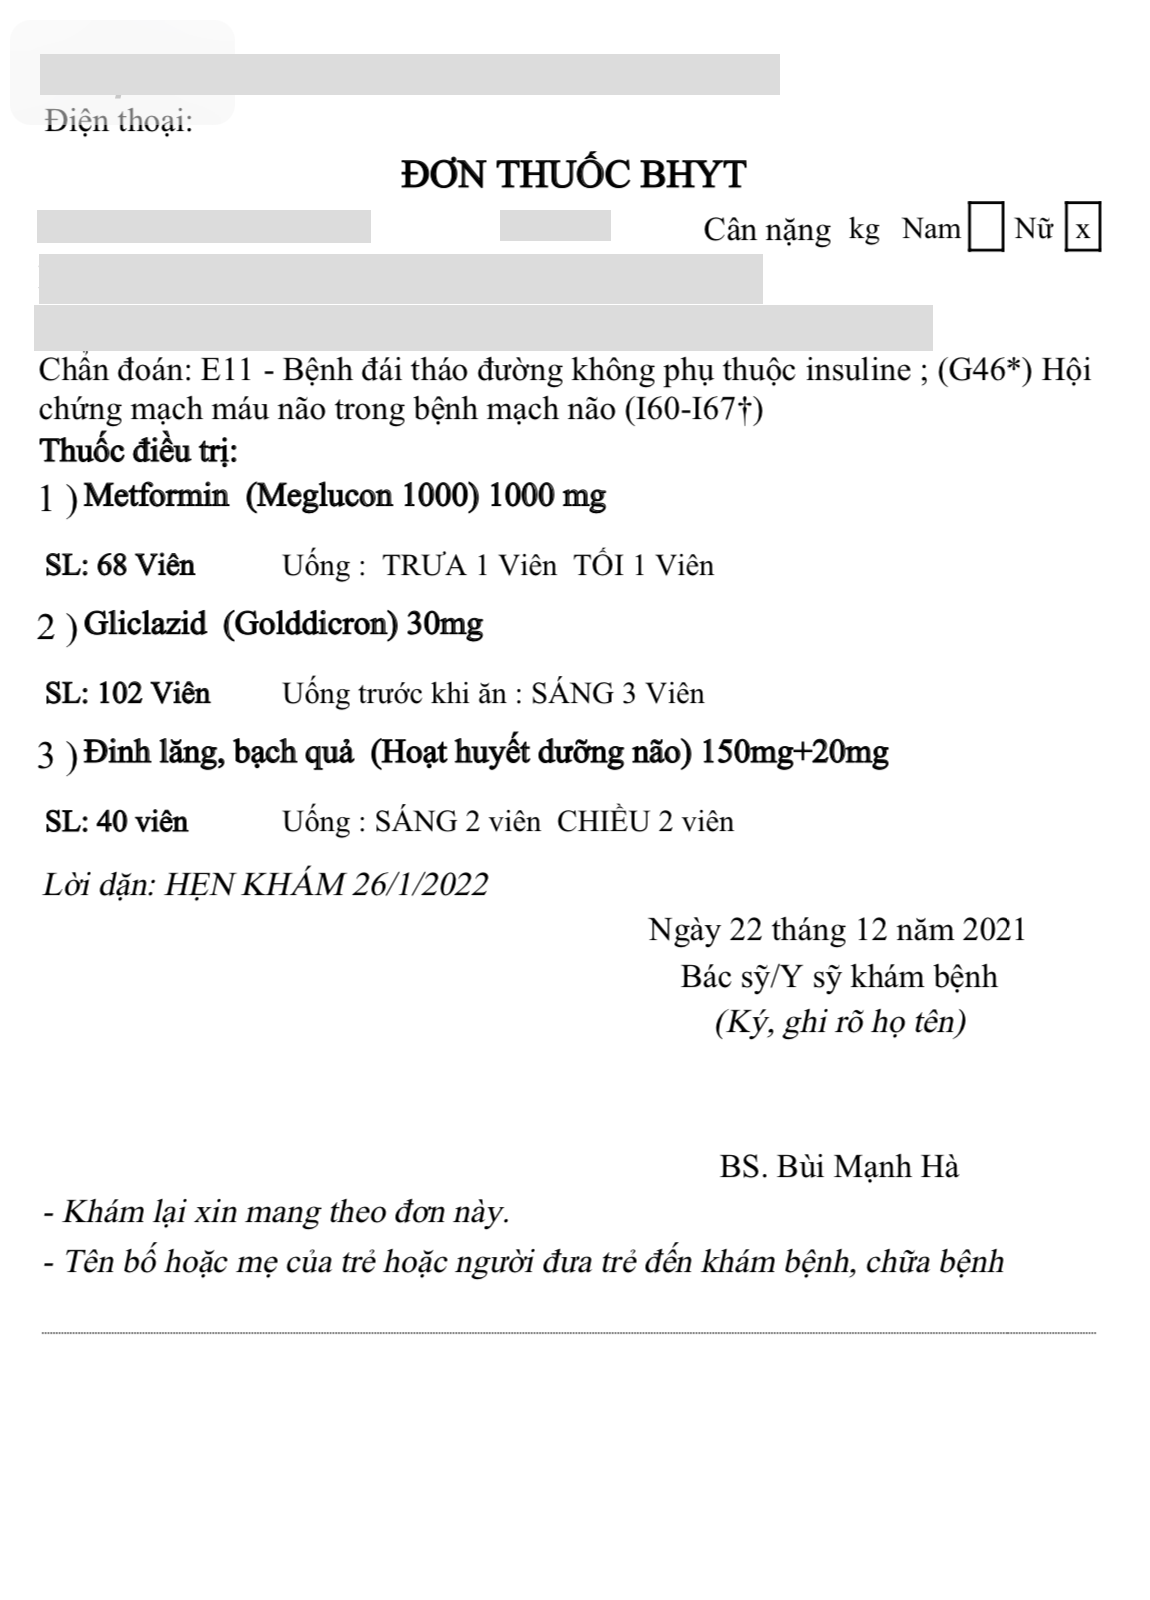 Điện thoại:
ĐƠN THUỐC BHYT
Cân nặng kg Nam Nữ x
Chẩn đoán: E11 - Bệnh đái tháo đường không phụ thuộc insuline ; (G46*) Hội
chứng mạch máu não trong bệnh mạch não (I60-I67†)
Thuốc điều trị:
1 ) Metformin (Meglucon 1000) 1000 mg
SL: 68 Viên Uống : TRƯA 1 Viên TỐI 1 Viên
2 ) Gliclazid (Golddicron) 30mg
SL: 102 Viên Uống trước khi ăn : SÁNG 3 Viên
3 ) Đinh lăng, bạch quả (Hoạt huyết dưỡng não) 150mg+20mg
SL: 40 viên Uống : SÁNG 2 viên CHIỀU 2 viên
Lời dặn: HẸN KHÁM 26/1/2022
Ngày 22 tháng 12 năm 2021
Bác sỹ/Y sỹ khám bệnh
(Ký, ghi rõ họ tên)
BS. Bùi Mạnh Hà
- Khám lại xin mang theo đơn này.
- Tên bố hoặc mẹ của trẻ hoặc người đưa trẻ đến khám bệnh, chữa bệnh